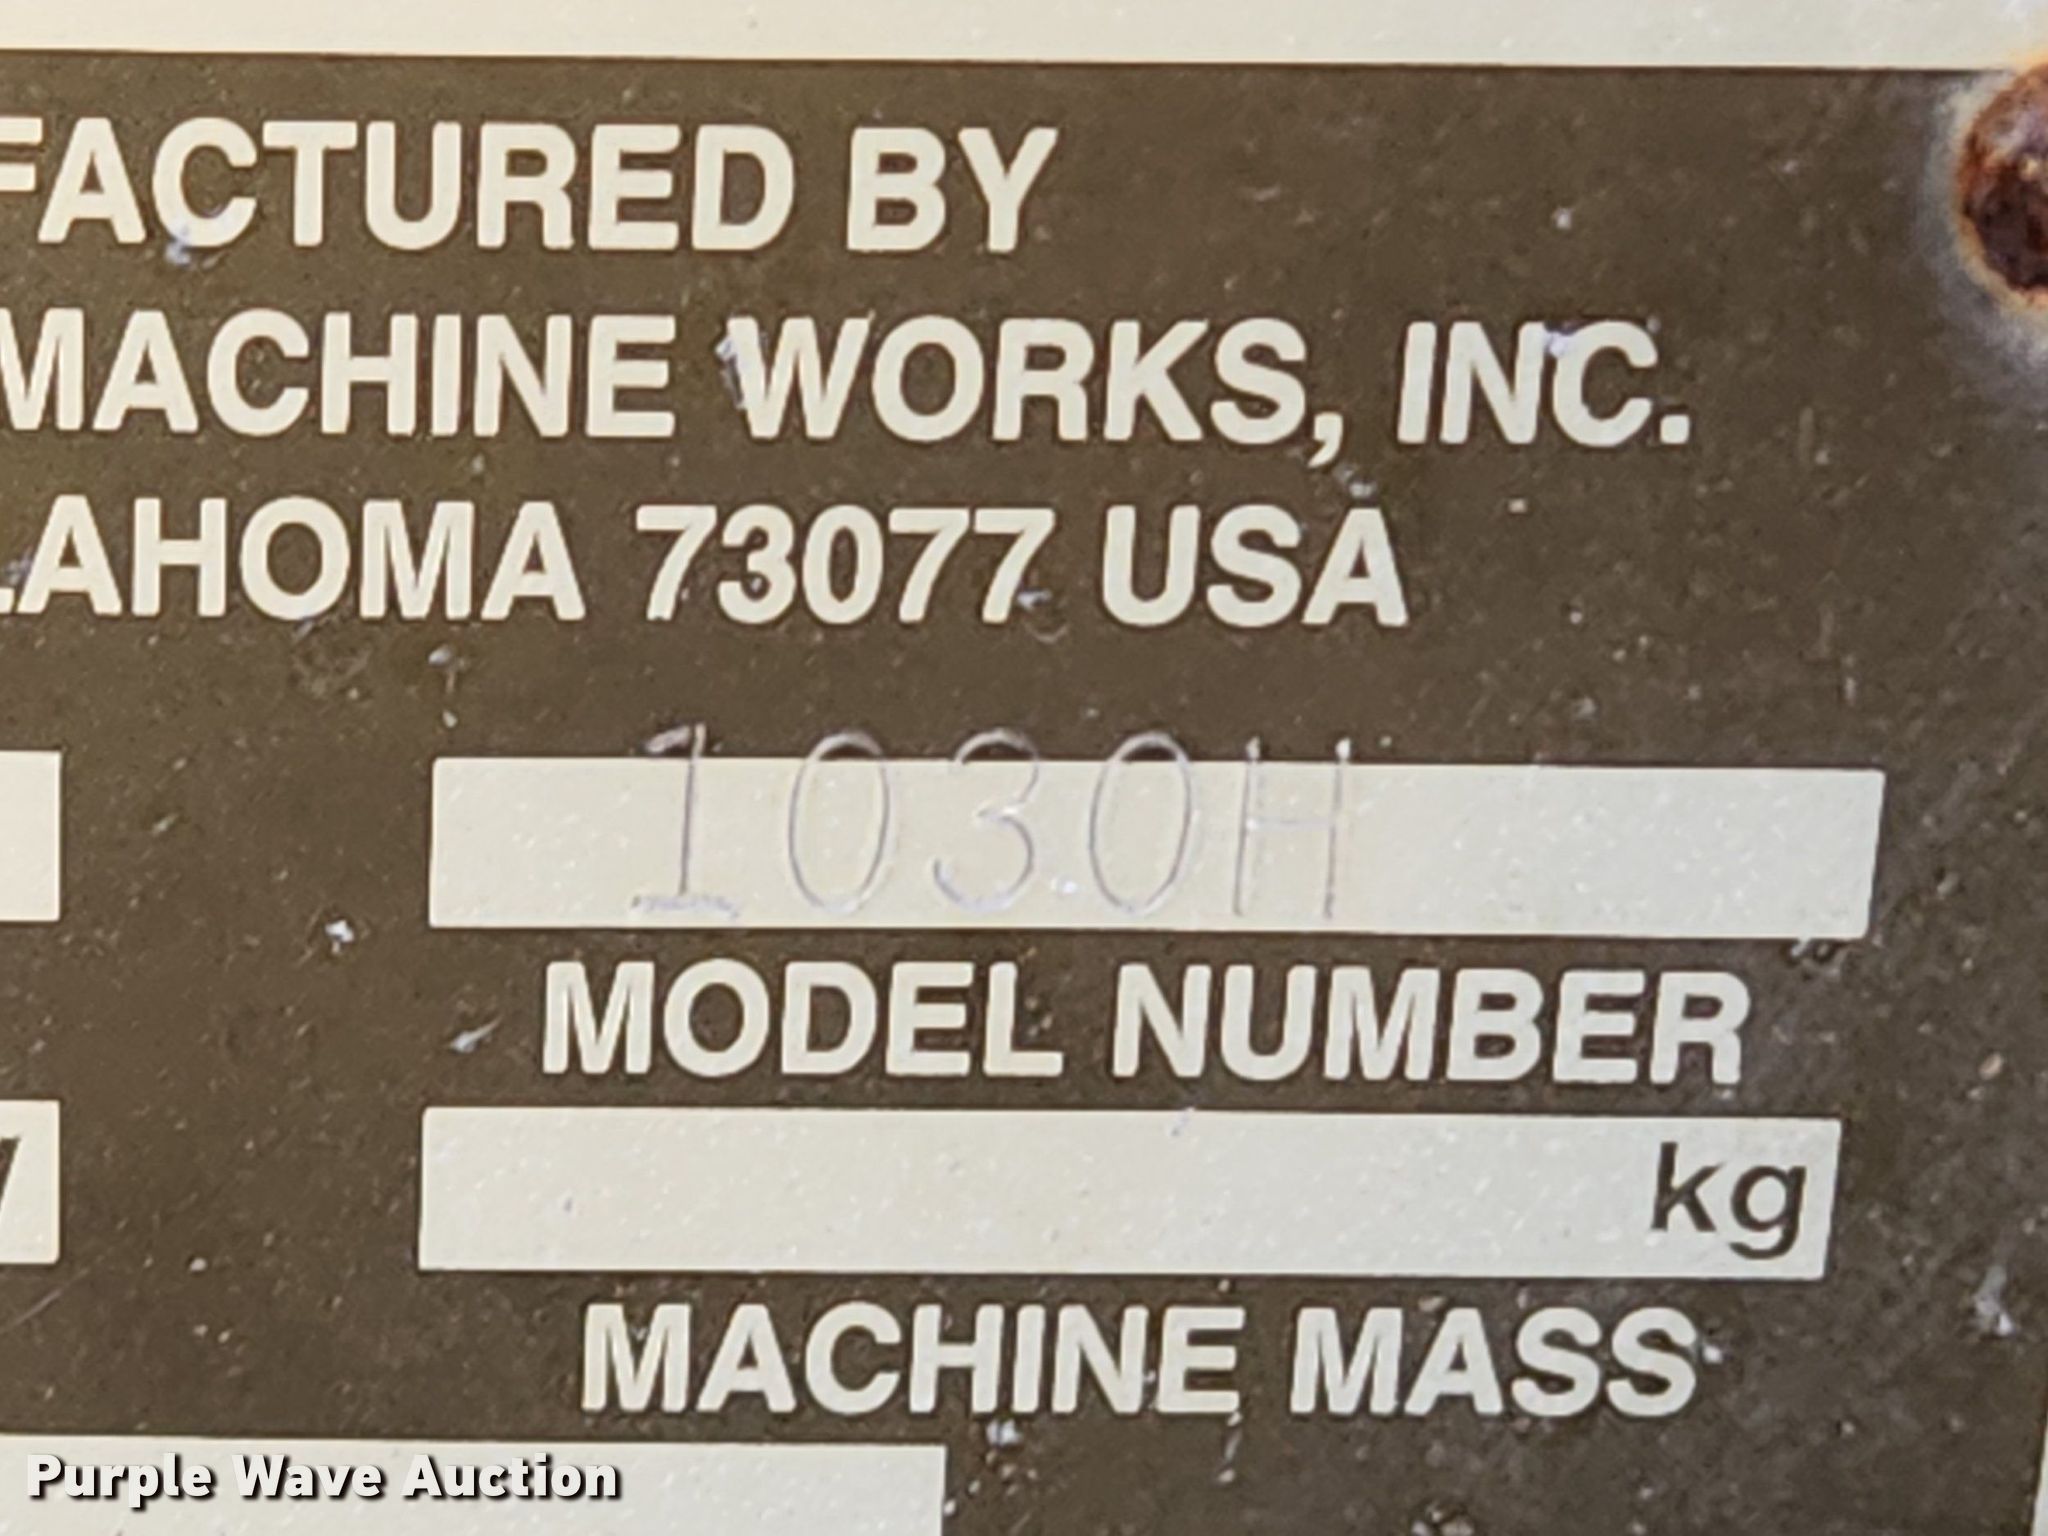 FACTURED BY
MACHINE WORKS, INC.
LAHOMA 73077 USA
1030H
MODEL NUMBER
kg
MACHINE MASS
Purple Wave Auction